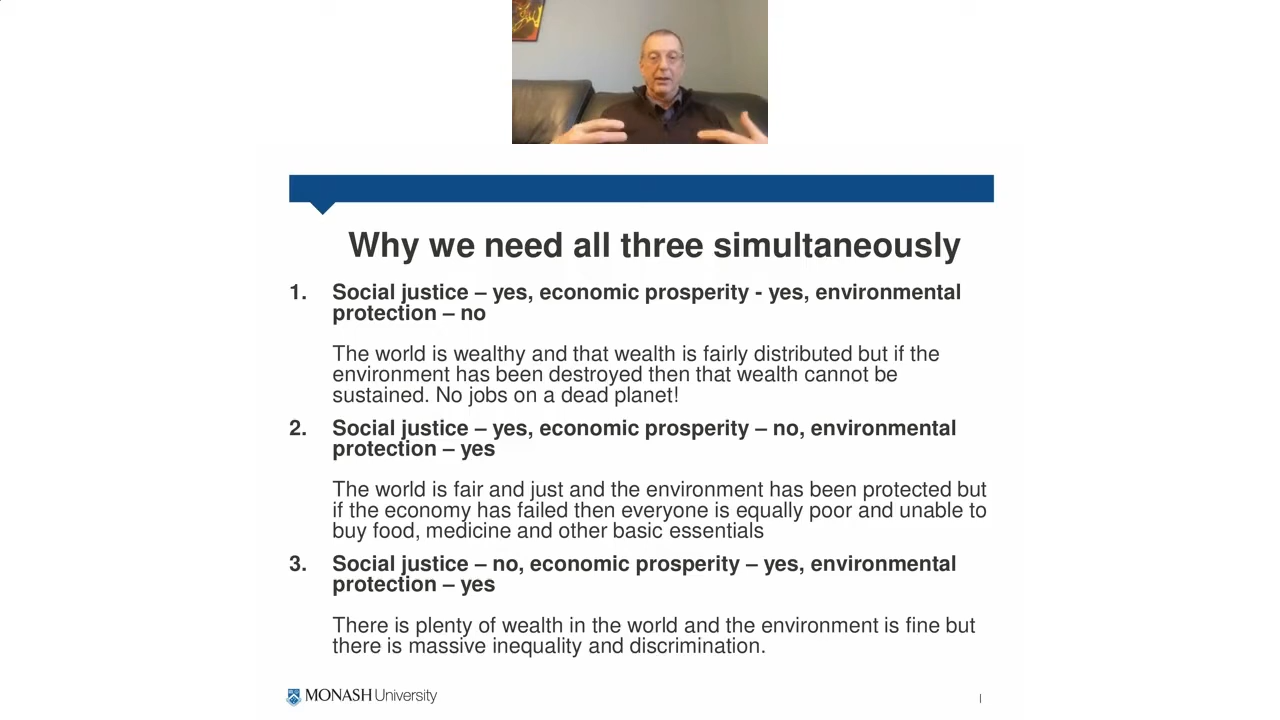 Why we need all three simultaneously
1. Social justice – yes, economic prosperity - yes, environmental
protection – no
The world is wealthy and that wealth is fairly distributed but if the
environment has been destroyed then that wealth cannot be
sustained. No jobs on a dead planet!
2. Social justice – yes, economic prosperity – no, environmental
protection – yes
The world is fair and just and the environment has been protected but
if the economy has failed then everyone is equally poor and unable to
buy food, medicine and other basic essentials
3. Social justice – no, economic prosperity – yes, environmental
protection – yes
There is plenty of wealth in the world and the environment is fine but
there is massive inequality and discrimination.
MONASH University